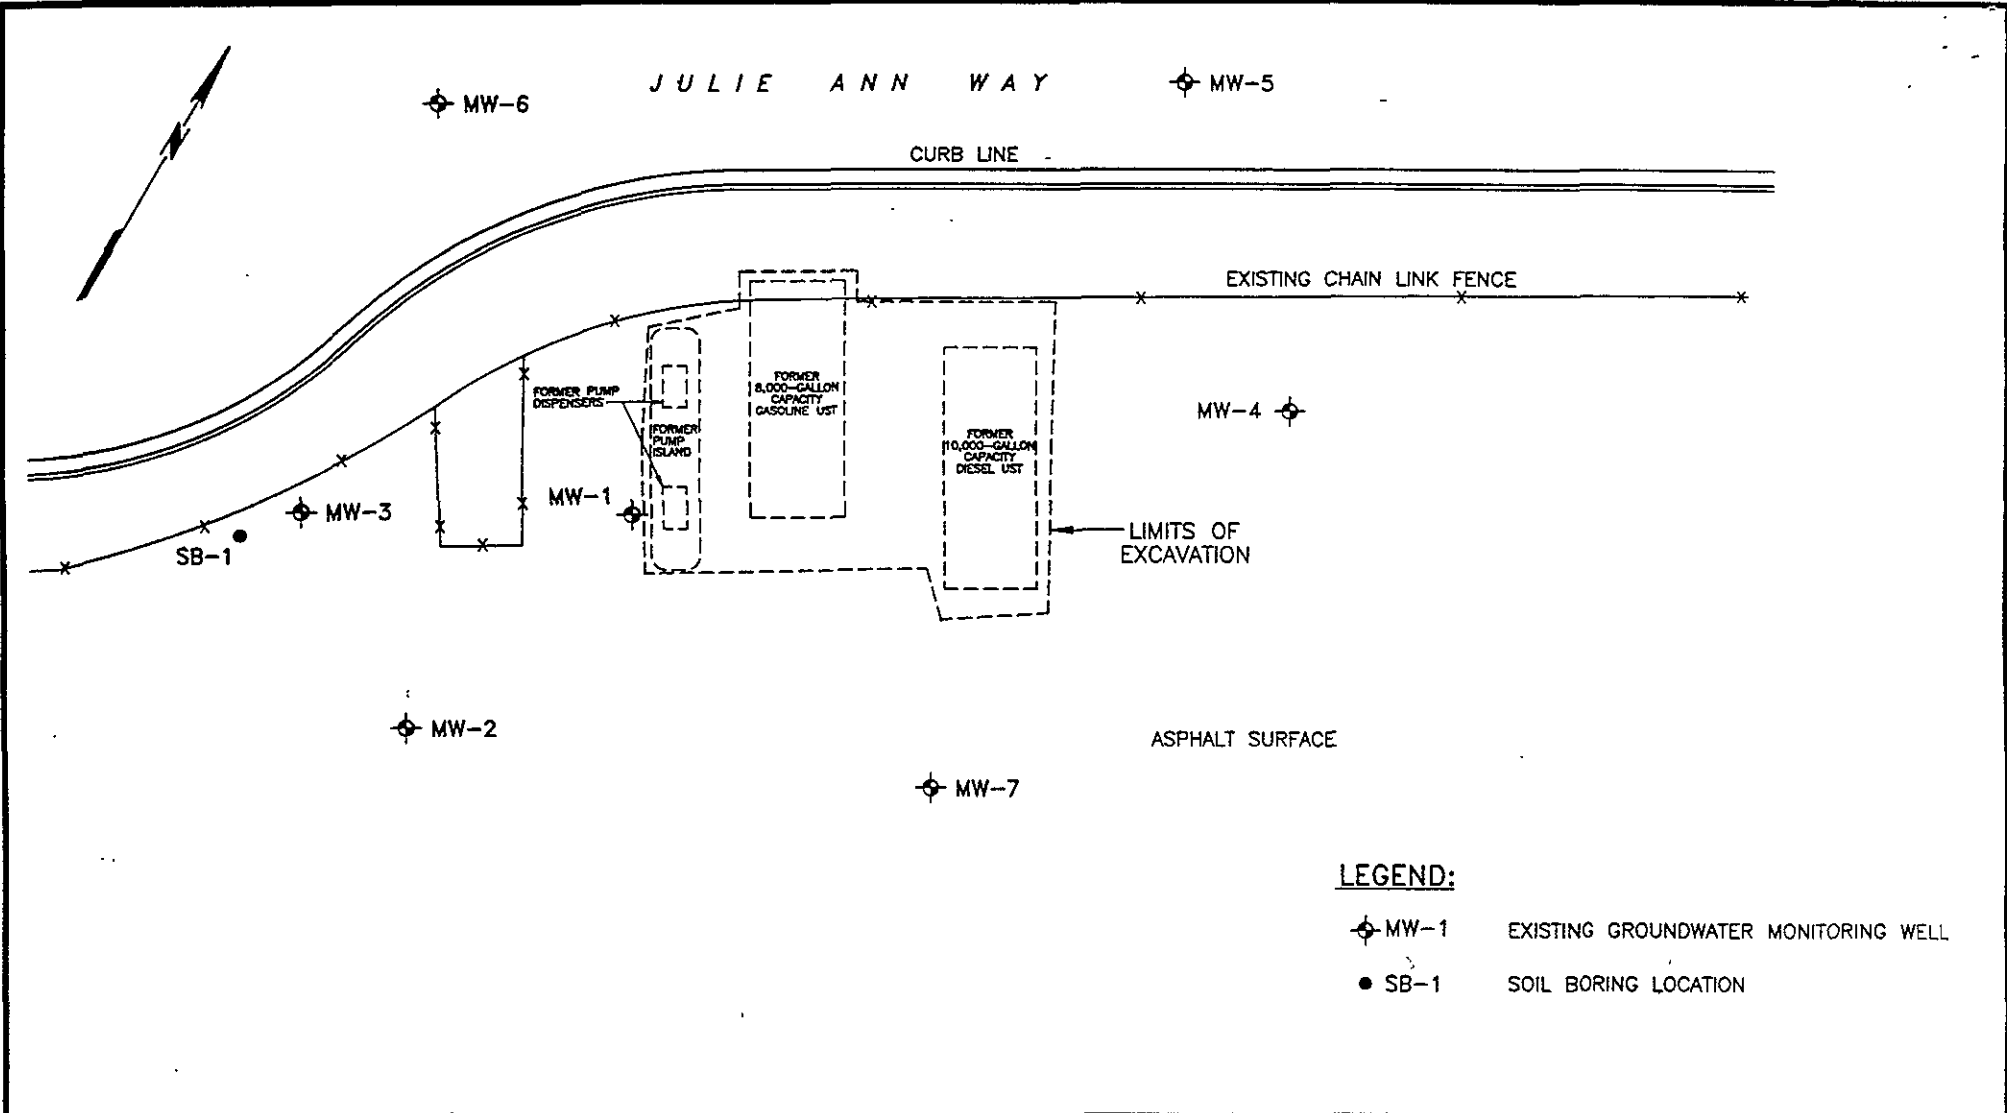 JULIE ANN WAY
MW-6
MW-5
CURB LINE
N
EXISTING CHAIN LINK FENCE
FORMER PUMP
DISPENSERS
FORMER
8,000-GALLON
CAPACITY
GASOLINE UST
FORMER
PUMP
ISLAND
FORMER
10,000-GALLON
CAPACITY
DIESEL UST
MW-4
MW-1
MW-3
SB-1
LIMITS OF
EXCAVATION
MW-2
ASPHALT SURFACE
MW-7
LEGEND:
MW-1 EXISTING GROUNDWATER MONITORING WELL
SB-1 SOIL BORING LOCATION